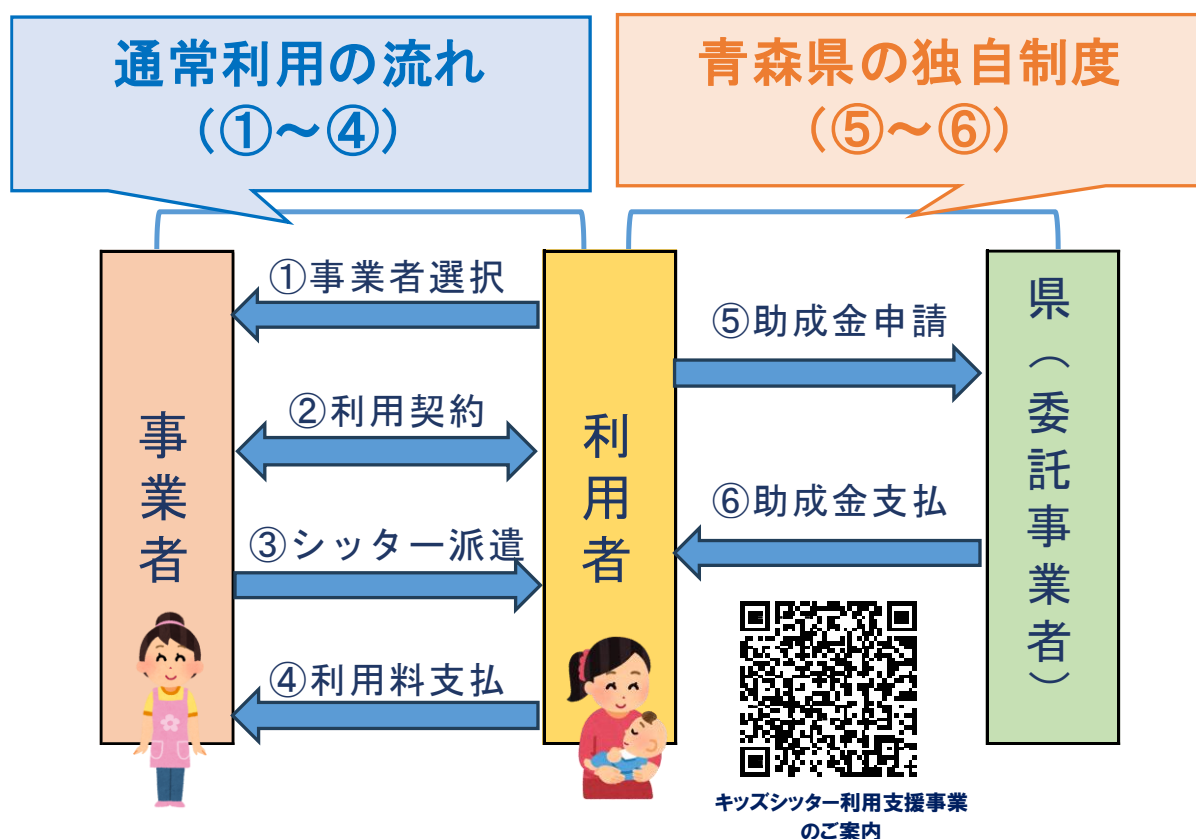 通常利用の流れ
（①～④）
青森県の独自制度
（⑤～⑥）
事業者
①事業者選択
②利用契約
③シッター派遣
④利用料支払
利用者
⑤助成金申請
⑥助成金支払
県（委託事業者）
キッズシッター利用支援事業
のご案内